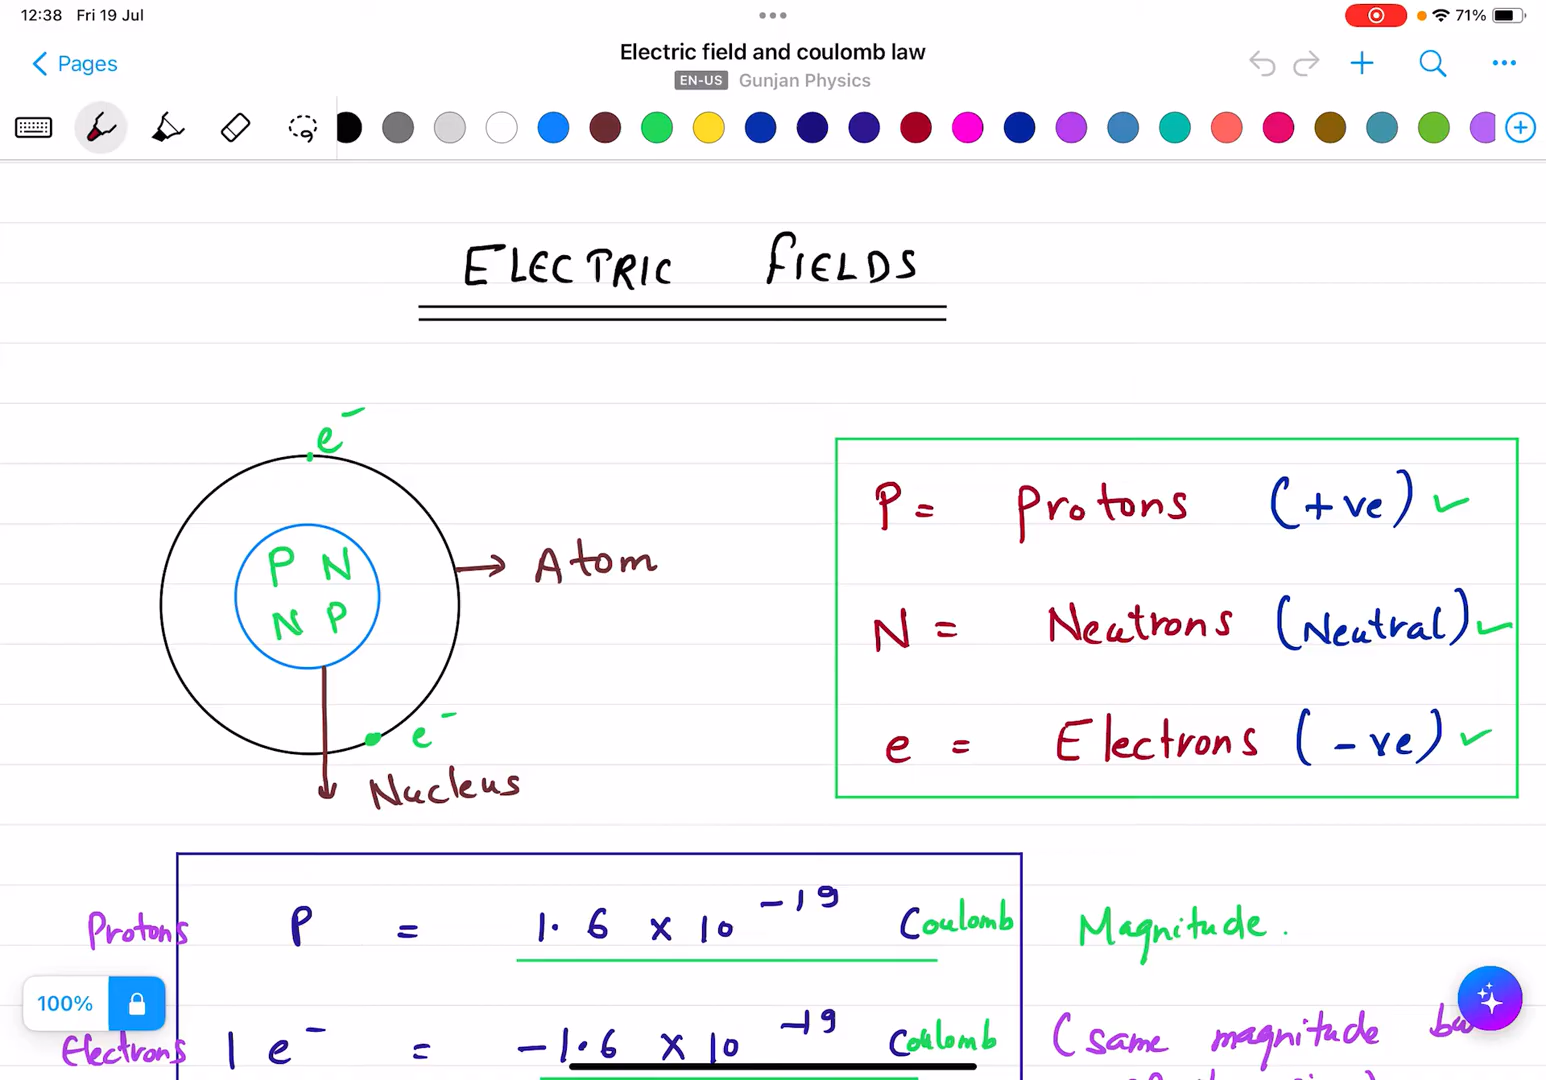 12:38 Fri 19 Jul
71%
Pages
Electric field and coulomb law
EN-US Gunjan Physics
ELECTRIC FIELDS
e⁻
P N
N P
Atom
e⁻
Nucleus
P = Protons (+ve) ✓
N = Neutrons (Neutral) ✓
e = Electrons (-ve) ✓
Protons P = 1.6 x 10⁻¹⁹ Coulomb Magnitude.
100%
Electrons | e⁻ = -1.6 x 10⁻¹⁹ Coulomb (same magnitude